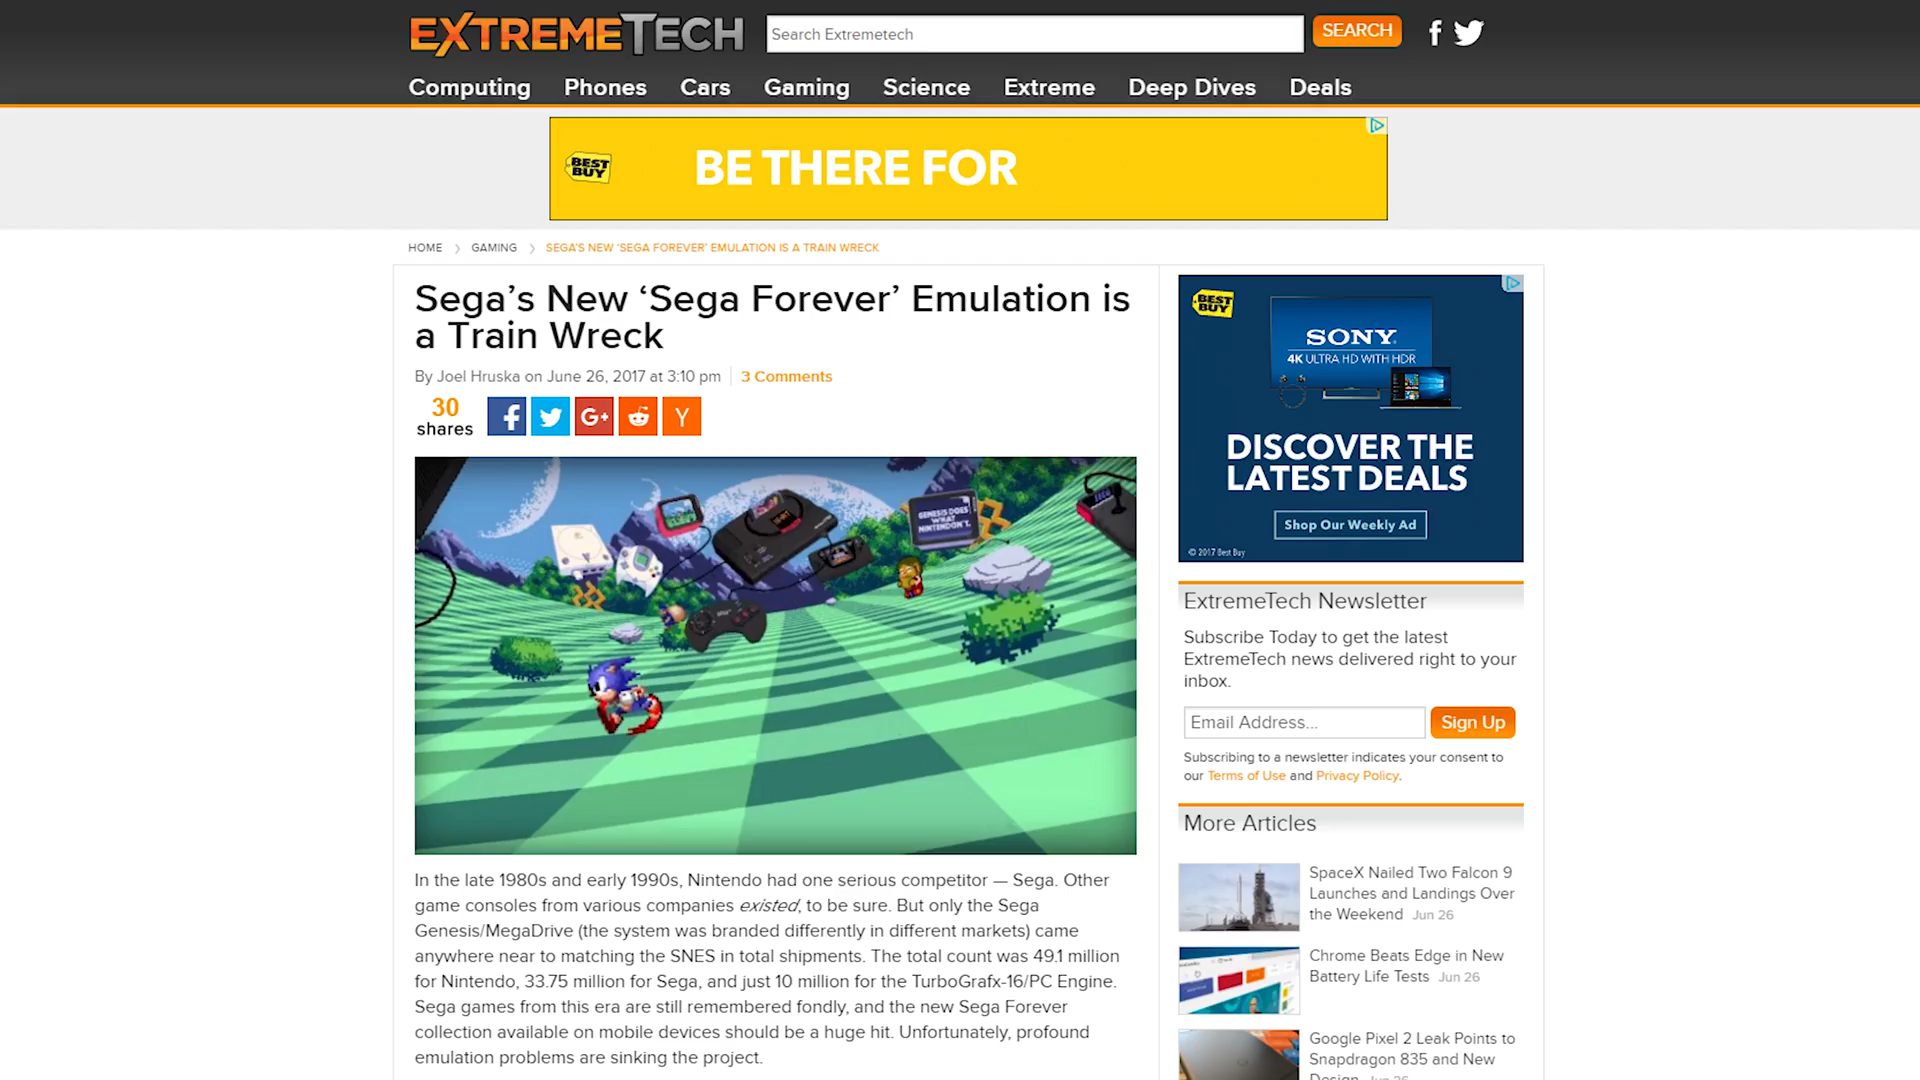 EXTREMETECH
Search Extremetech
SEARCH
Computing Phones Cars Gaming Science Extreme Deep Dives Deals
BEST BUY
BE THERE FOR
HOME GAMING SEGA'S NEW 'SEGA FOREVER' EMULATION IS A TRAIN WRECK
Sega's New 'Sega Forever' Emulation is
a Train Wreck
By Joel Hruska on June 26, 2017 at 3:10 pm 3 Comments
30
shares
G+
Y
GENESIS DOES
WHAT
NINTENDON'T.
In the late 1980s and early 1990s, Nintendo had one serious competitor — Sega. Other
game consoles from various companies existed, to be sure. But only the Sega
Genesis/MegaDrive (the system was branded differently in different markets) came
anywhere near to matching the SNES in total shipments. The total count was 49.1 million
for Nintendo, 33.75 million for Sega, and just 10 million for the TurboGrafx-16/PC Engine.
Sega games from this era are still remembered fondly, and the new Sega Forever
collection available on mobile devices should be a huge hit. Unfortunately, profound
emulation problems are sinking the project.
BEST BUY
SONY
4K ULTRA HD WITH HDR
DISCOVER THE
LATEST DEALS
Shop Our Weekly Ad
© 2017 Best Buy
ExtremeTech Newsletter
Subscribe Today to get the latest
ExtremeTech news delivered right to your
inbox.
Email Address...
Sign Up
Subscribing to a newsletter indicates your consent to
our Terms of Use and Privacy Policy.
More Articles
SpaceX Nailed Two Falcon 9
Launches and Landings Over
the Weekend Jun 26
Chrome Beats Edge in New
Battery Life Tests Jun 26
Google Pixel 2 Leak Points to
Snapdragon 835 and New
Design Jun 26